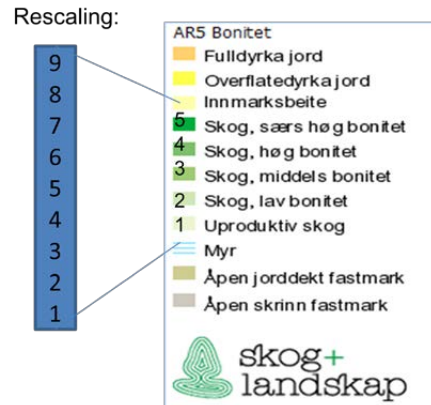 Rescaling:
9
8
7
6
5
4
3
2
1
AR5 Bonitet
Fulldyrka jord
Overflatedyrka jord
Innmarksbeite
5 Skog, særs høg bonitet
4 Skog, høg bonitet
3 Skog, middels bonitet
2 Skog, lav bonitet
1 Uproduktiv skog
Myr
Åpen jorddekt fastmark
Åpen skrinn fastmark
skog+
landskap